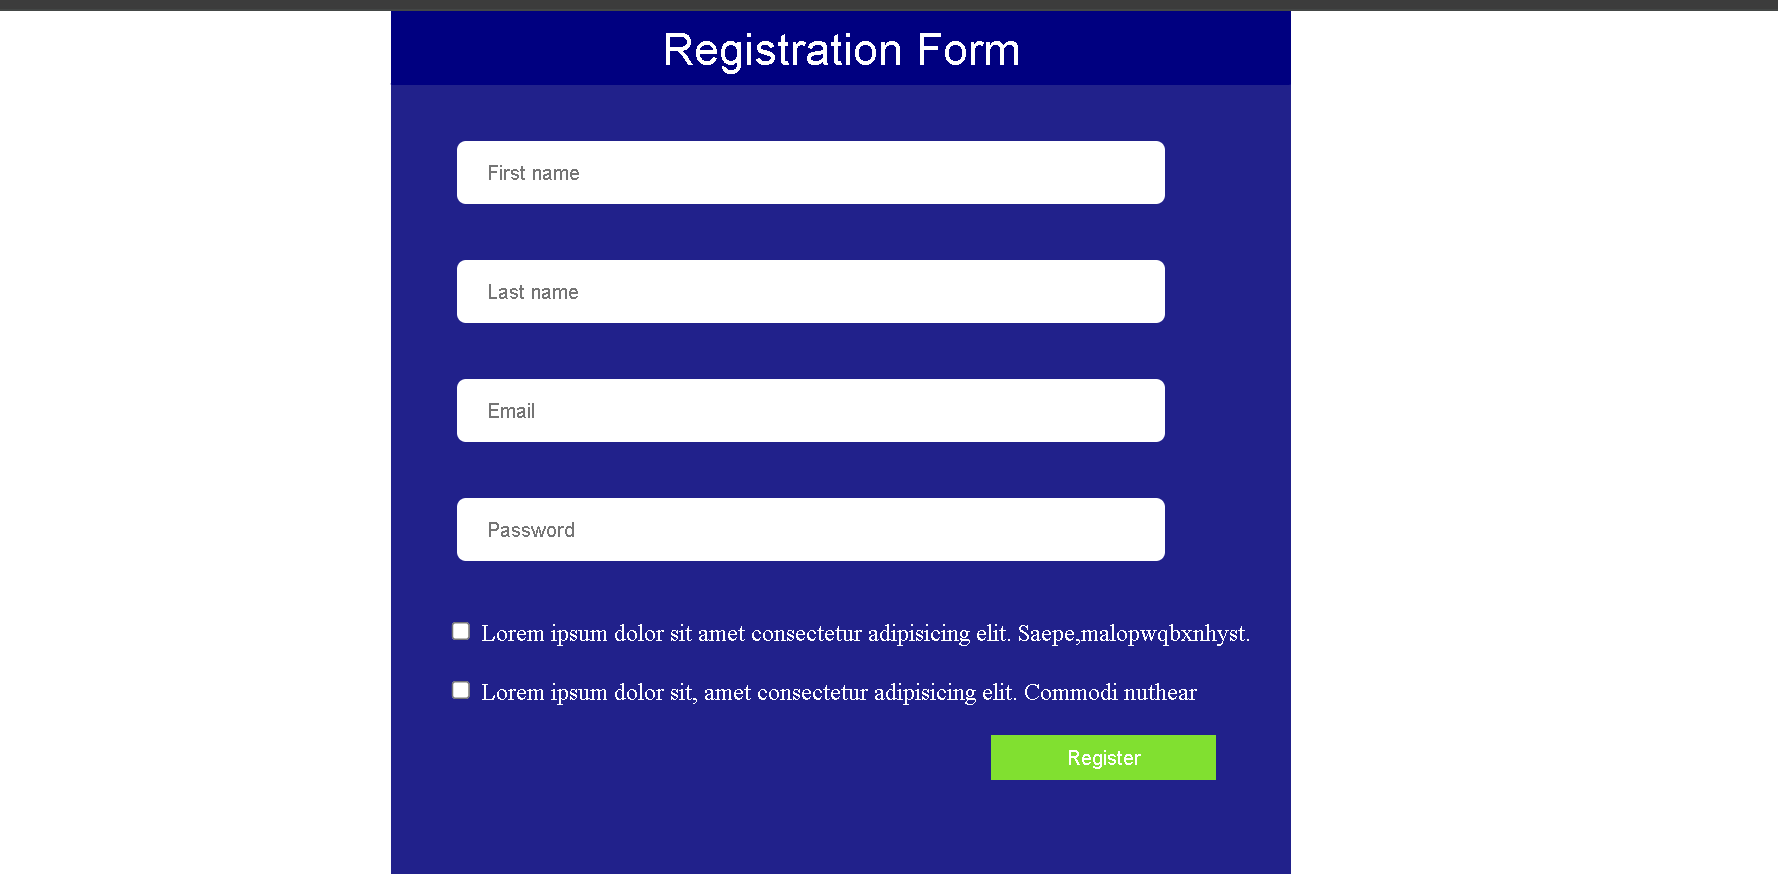 Registration Form
First name
Last name
Email
Password
Lorem ipsum dolor sit amet consectetur adipisicing elit. Saepe,malopwqbxnhyst.
Lorem ipsum dolor sit, amet consectetur adipisicing elit. Commodi nuthear
Register